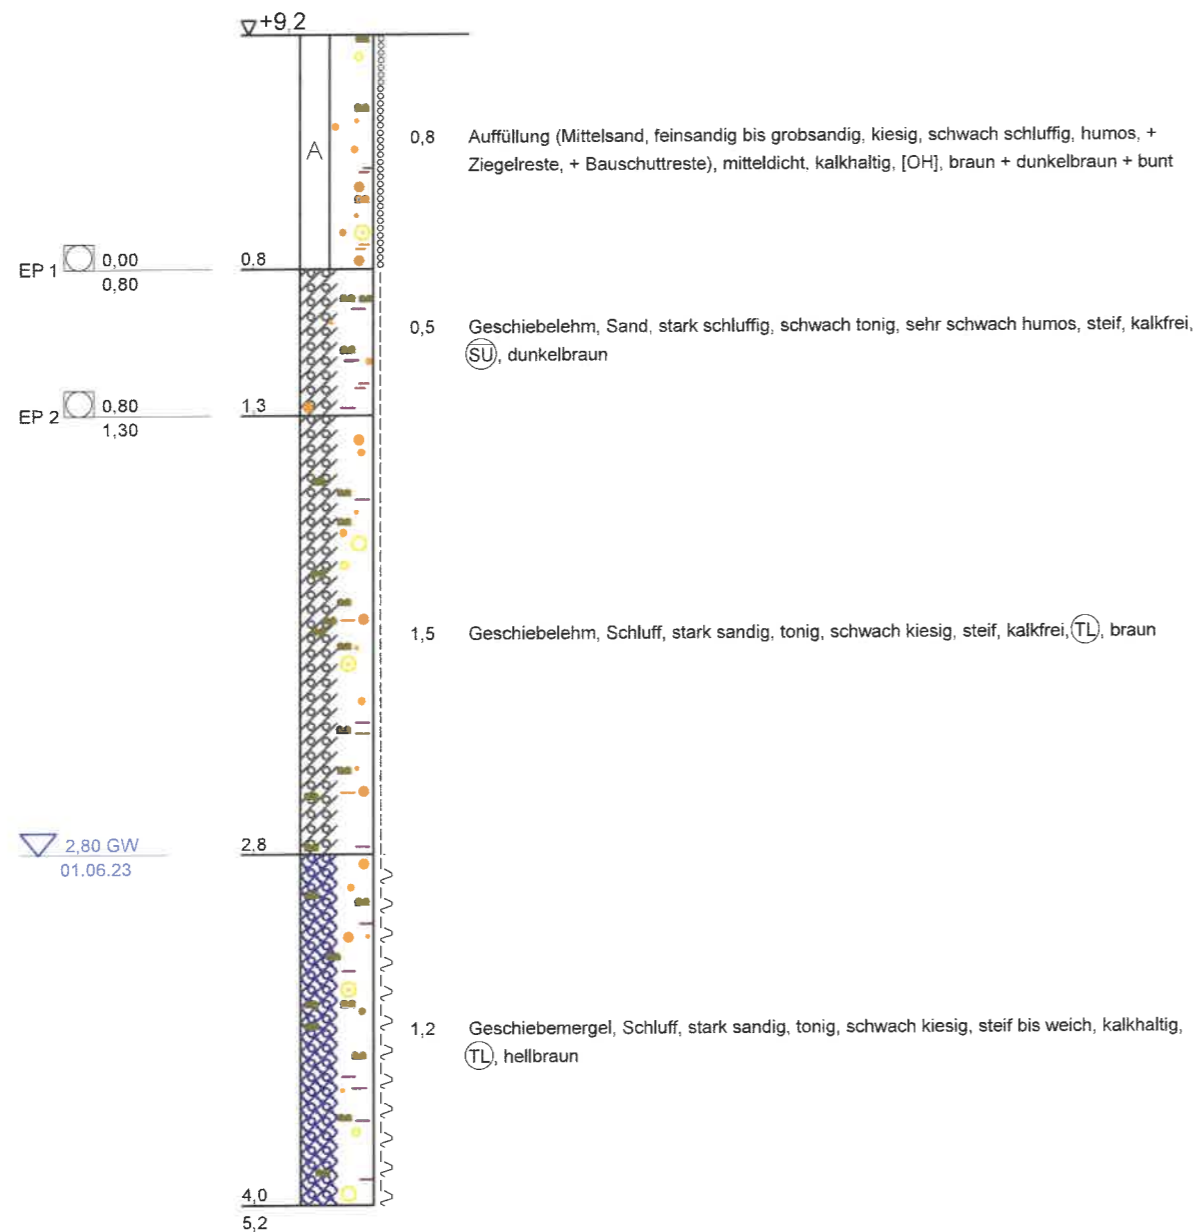 +9,2
A
0,8 Auffüllung (Mittelsand, feinsandig bis grobsandig, kiesig, schwach schluffig, humos, +
Ziegelreste, + Bauschuttreste), mitteldicht, kalkhaltig, [OH], braun + dunkelbraun + bunt
EP 1 0,00
0,80
0,8
0,5 Geschiebelehm, Sand, stark schluffig, schwach tonig, sehr schwach humos, steif, kalkfrei,
SU, dunkelbraun
EP 2 0,80
1,30
1,3
1,5 Geschiebelehm, Schluff, stark sandig, tonig, schwach kiesig, steif, kalkfrei, TL, braun
2,80 GW
01.06.23
2,8
1,2 Geschiebemergel, Schluff, stark sandig, tonig, schwach kiesig, steif bis weich, kalkhaltig,
TL, hellbraun
4,0
5,2